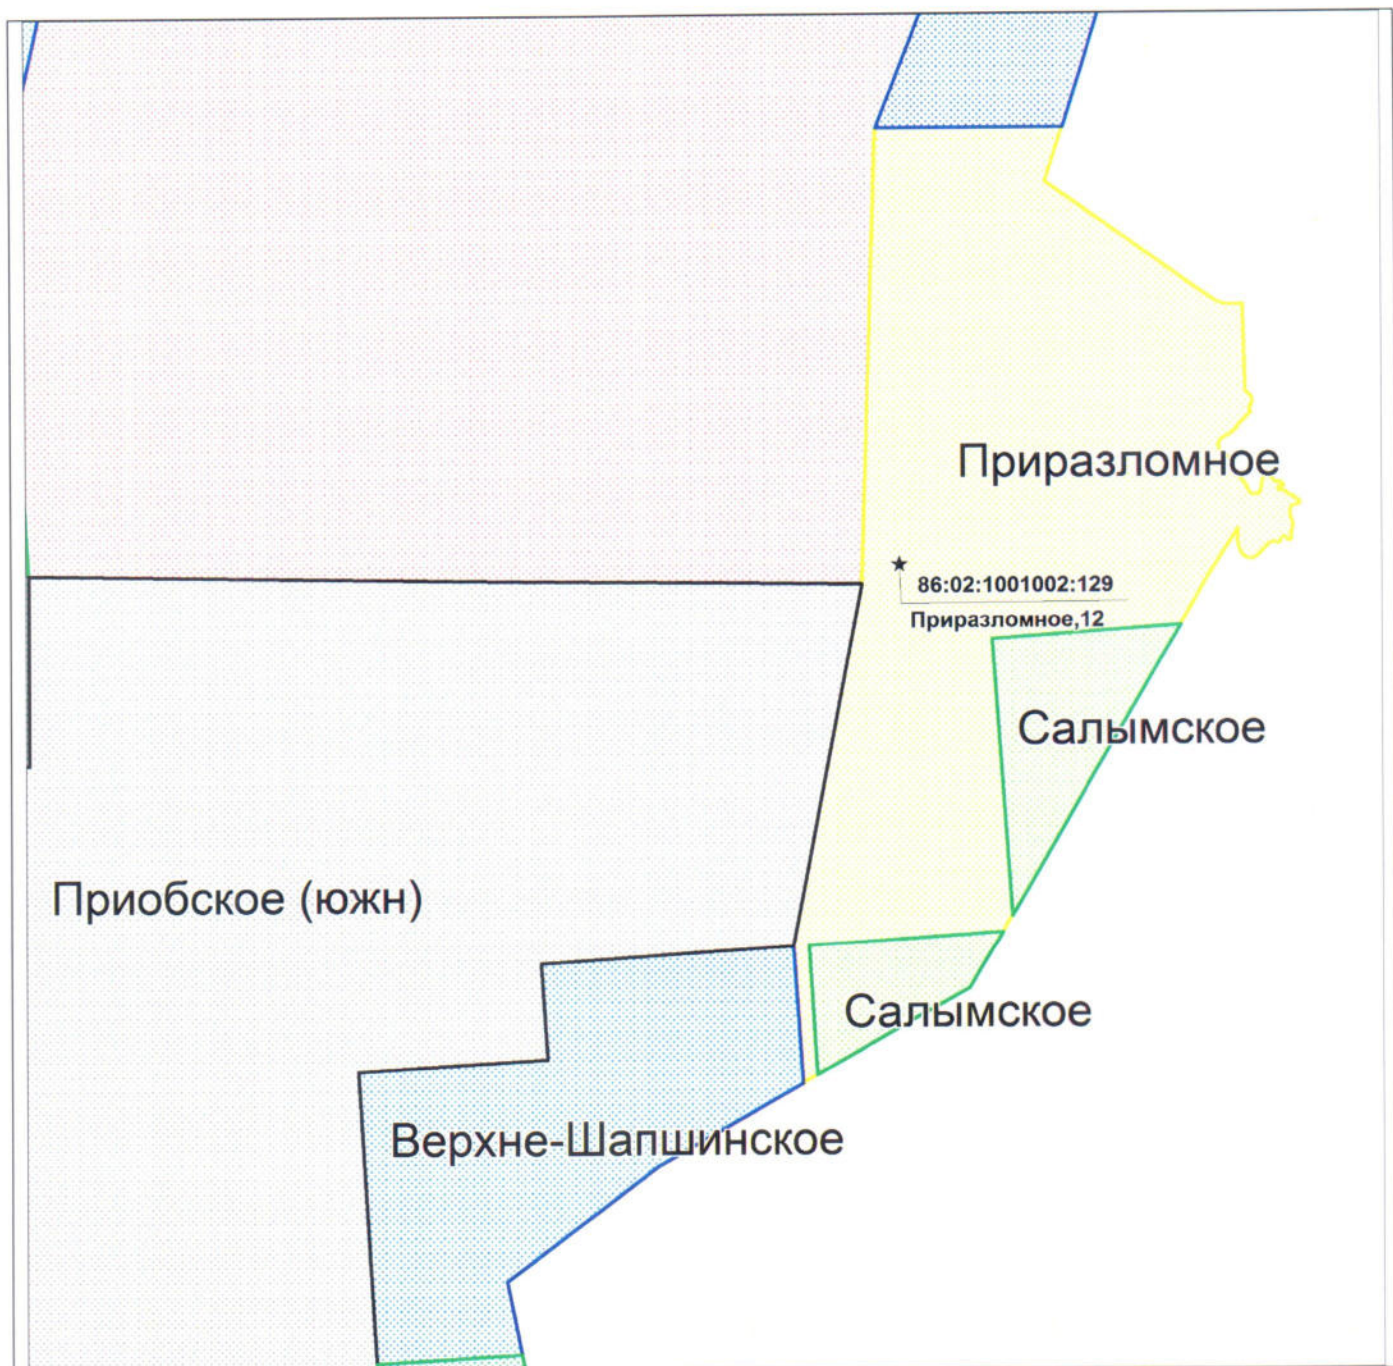 Приразломное
86:02:1001002:129
Приразломное,12
Салымское
Приобское (южн)
Салымское
Верхне-Шапшинское